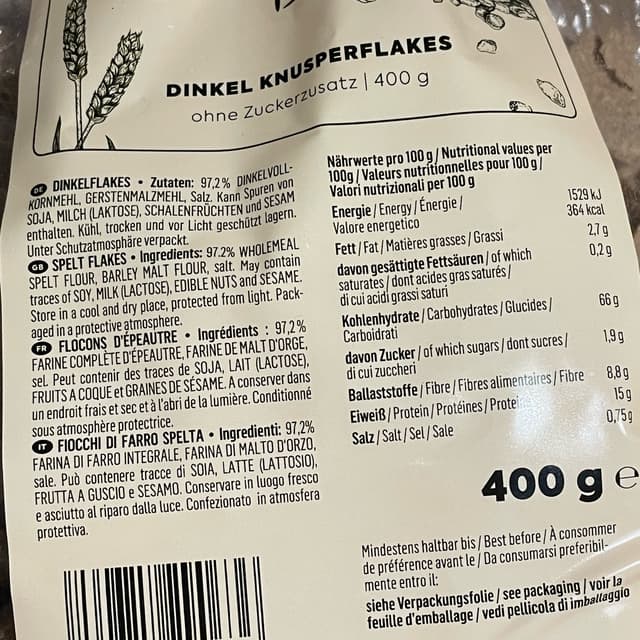 DINKEL KNUSPERFLAKES
ohne Zuckerzusatz | 400 g
DE DINKELFLAKES • Zutaten: 97,2% DINKELVOLL-
KORNMEHL, GERSTENMALZMEHL, Salz. Kann Spuren von
SOJA, MILCH (LAKTOSE), SCHALENFRÜCHTEN und SESAM
enthalten. Kühl, trocken und vor Licht geschützt lagern.
Unter Schutzatmosphäre verpackt.
GB SPELT FLAKES • Ingredients: 97.2% WHOLEMEAL
SPELT FLOUR, BARLEY MALT FLOUR, salt. May contain
traces of SOY, MILK (LACTOSE), EDIBLE NUTS and SESAME.
Store in a cool and dry place, protected from light. Pack-
aged in a protective atmosphere.
FR FLOCONS D'ÉPEAUTRE • Ingrédients : 97,2%
FARINE COMPLÈTE D'ÉPEAUTRE, FARINE DE MALT D'ORGE,
sel. Peut contenir des traces de SOJA, LAIT (LACTOSE),
FRUITS A COQUE et GRAINES DE SÉSAME. A conserver dans
un endroit frais et sec et à l'abri de la lumière. Conditionné
sous atmosphère protectrice.
IT FIOCCHI DI FARRO SPELTA • Ingredienti: 97,2%
FARINA DI FARRO INTEGRALE, FARINA DI MALTO D'ORZO,
sale. Può contenere tracce di SOIA, LATTE (LATTOSIO),
FRUTTA A GUSCIO e SESAMO. Conservare in luogo fresco
e asciutto al riparo dalla luce. Confezionato in atmosfera
protettiva.
Nährwerte pro 100 g / Nutritional values per
100g / Valeurs nutritionnelles pour 100 g /
Valori nutrizionali per 100 g
Energie / Energy / Énergie / 1529 kJ
Valore energetico 364 kcal
Fett / Fat / Matières grasses / Grassi 2,7 g
davon gesättigte Fettsäuren / of which 0,2 g
saturates / dont acides gras saturés /
di cui acidi grassi saturi
Kohlenhydrate / Carbohydrates / Glucides / 66 g
Carboidrati
davon Zucker / of which sugars / dont sucres / 1,9 g
di cui zuccheri
Ballaststoffe / Fibre / Fibres alimentaires / Fibre 8,8 g
Eiweiß / Protein / Protéines / 15 g
Salz / Salt / Sel / Sale 0,75 g
400 g e
Mindestens haltbar bis / Best before / À consommer
de préférence avant le / Da consumarsi preferibil-
mente entro il:
siehe Verpackungsfolie / see packaging / voir la
feuille d'emballage / vedi pellicola di imballaggio